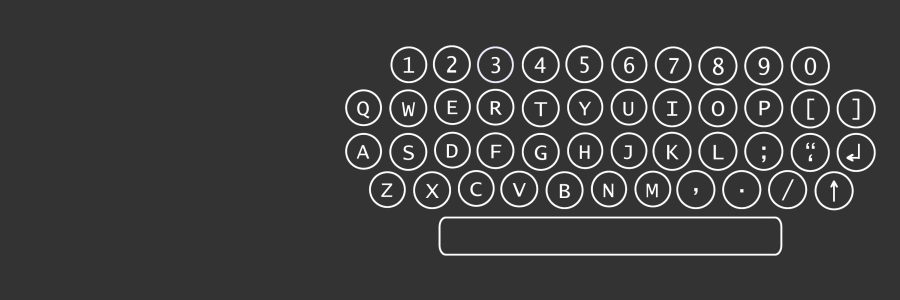 1 2 3 4 5 6 7 8 9 0
Q W E R T Y U I O P [ ]
A S D F G H J K L ; “ ‘ ↲
Z X C V B N M , . / ↑